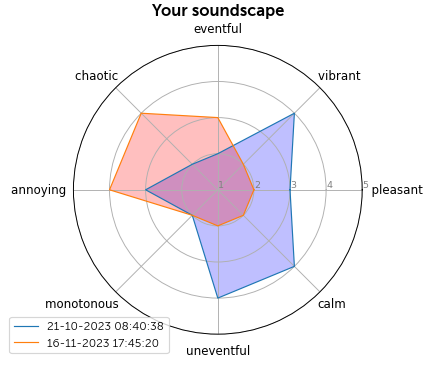 Your soundscape
eventful
chaotic
vibrant
annoying
1 2 3 4 5
pleasant
monotonous
calm
uneventful
21-10-2023 08:40:38
16-11-2023 17:45:20